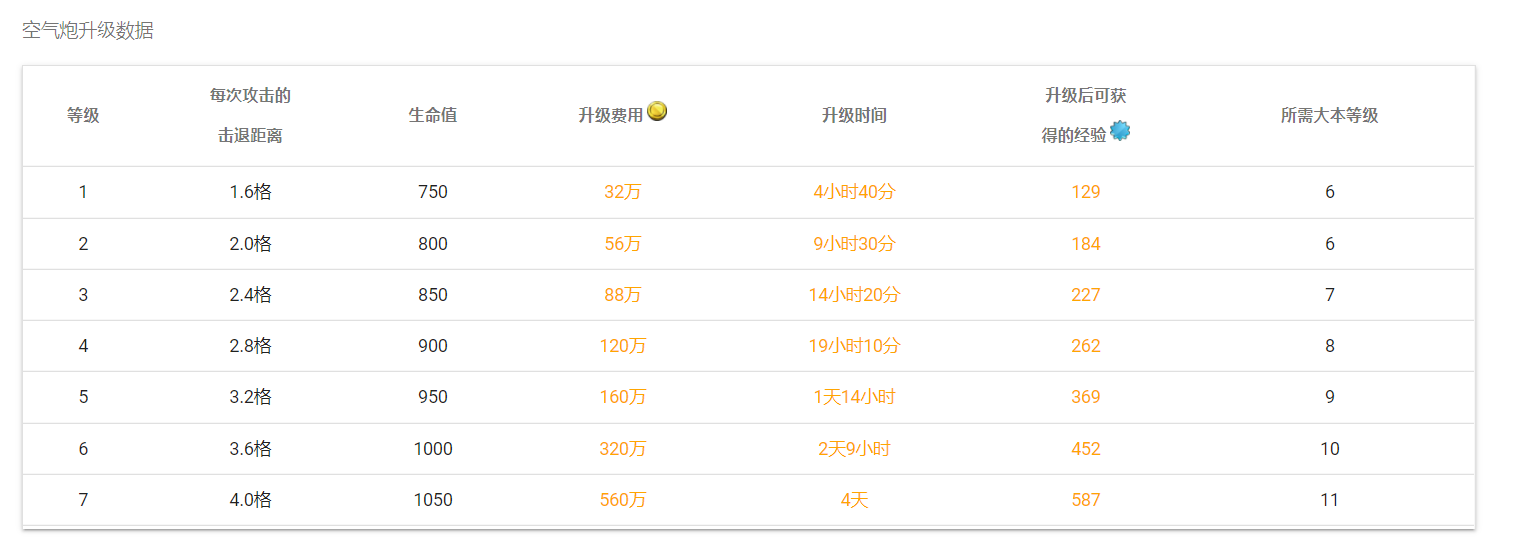 空气炮升级数据
等级 每次攻击的 生命值 升级费用 升级时间 升级后可获 所需大本等级
击退距离 得的经验
1 1.6格 750 32万 4小时40分 129 6
2 2.0格 800 56万 9小时30分 184 6
3 2.4格 850 88万 14小时20分 227 7
4 2.8格 900 120万 19小时10分 262 8
5 3.2格 950 160万 1天14小时 369 9
6 3.6格 1000 320万 2天9小时 452 10
7 4.0格 1050 560万 4天 587 11